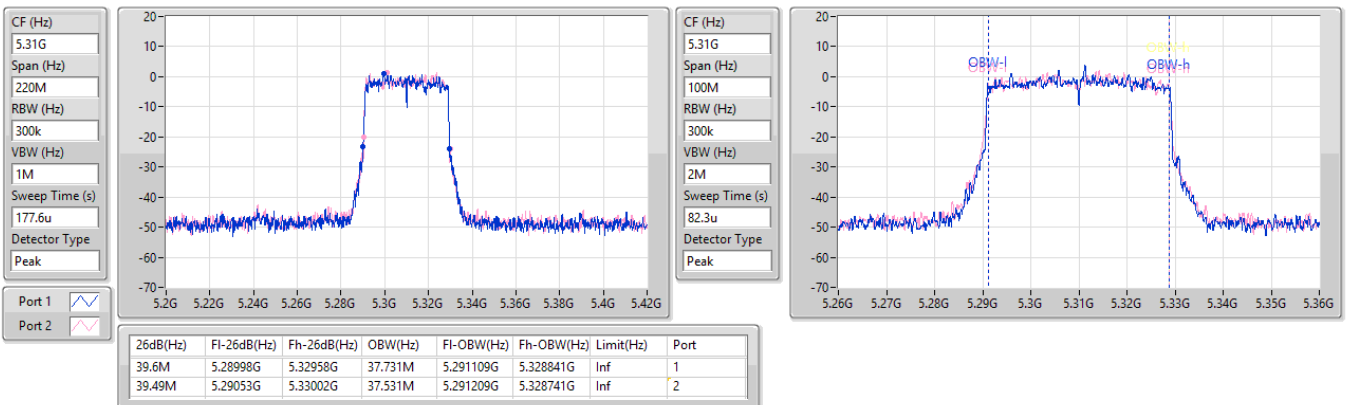 CF (Hz)
5.31G
Span (Hz)
220M
RBW (Hz)
300k
VBW (Hz)
1M
Sweep Time (s)
177.6u
Detector Type
Peak
Port 1
Port 2
20
10
0
-10
-20
-30
-40
-50
-60
-70
5.2G 5.22G 5.24G 5.26G 5.28G 5.3G 5.32G 5.34G 5.36G 5.38G 5.4G 5.42G
CF (Hz)
5.31G
Span (Hz)
100M
RBW (Hz)
300k
VBW (Hz)
2M
Sweep Time (s)
82.3u
Detector Type
Peak
20
10
0
-10
-20
-30
-40
-50
-60
-70
OBW-h
OBW-l OBW-h
5.26G 5.27G 5.28G 5.29G 5.3G 5.31G 5.32G 5.33G 5.34G 5.35G 5.36G
26dB(Hz) Fl-26dB(Hz) Fh-26dB(Hz) OBW(Hz) Fl-OBW(Hz) Fh-OBW(Hz) Limit(Hz) Port
39.6M 5.28998G 5.32958G 37.731M 5.291109G 5.328841G Inf 1
39.49M 5.29053G 5.33002G 37.531M 5.291209G 5.328741G Inf 2